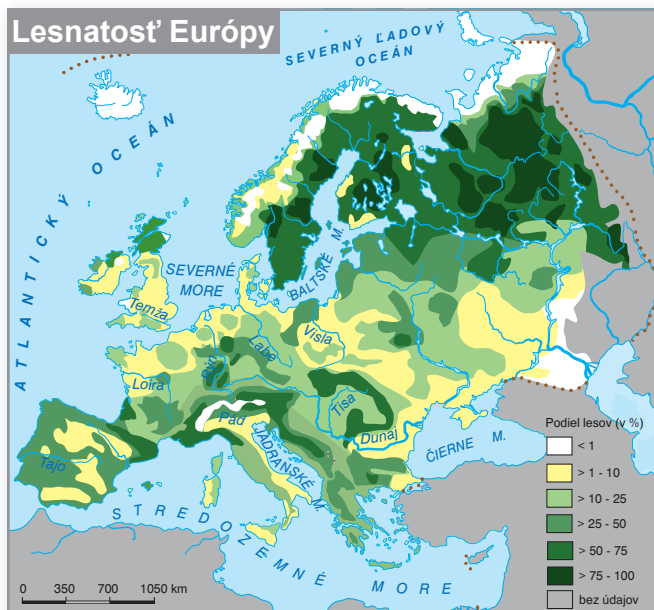 Lesnatosť Európy
SEVERNÝ ĽADOVÝ
OCEÁN
ATLANTICKÝ OCEÁN
SEVERNÉ
MORE
BALTSKÉ M.
Temža
Visla
Labe
Rýn
Loira
Tisa
Pád
Dunaj
JADRANSKÉ M.
ČIERNE M.
Tajo
STREDOZEMNÉ MORE
Podiel lesov (v %)
< 1
> 1 - 10
> 10 - 25
> 25 - 50
> 50 - 75
> 75 - 100
bez údajov
0 350 700 1050 km